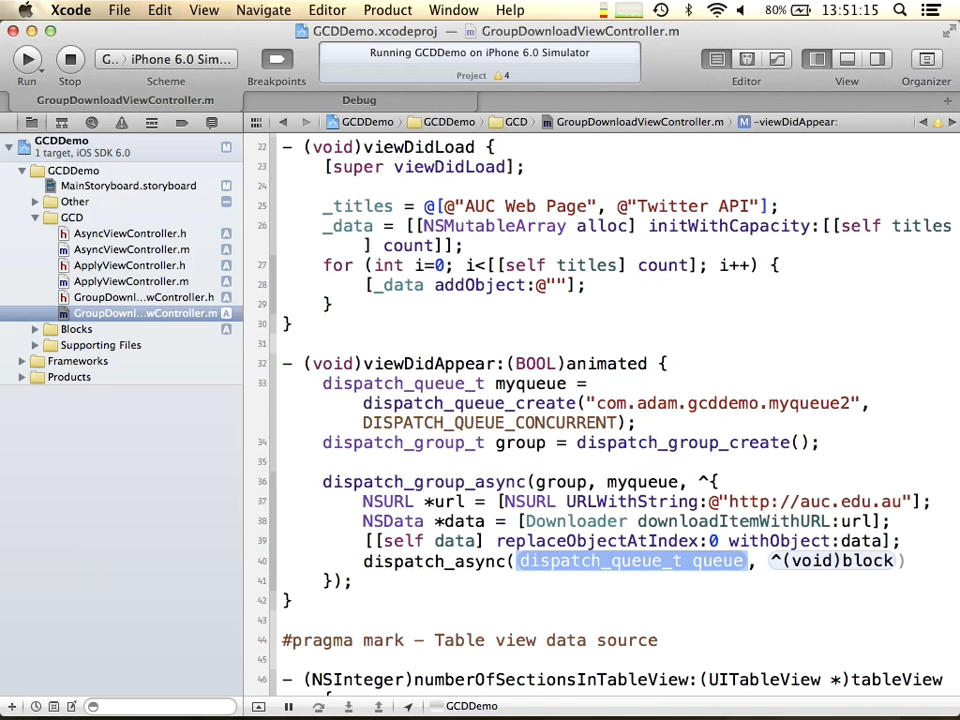 Xcode File Edit View Navigate Editor Product Window Help 80% 13:51:15
GCDDemo.xcodeproj — GroupDownloadViewController.m
G.. iPhone 6.0 Sim...
Running GCDDemo on iPhone 6.0 Simulator
Project 4
Run Stop Scheme Breakpoints Editor View Organizer
GroupDownloadViewController.m Debug
GCDDemo GCDDemo GCD GroupDownloadViewController.m M -viewDidAppear:
GCDDemo M
1 target, iOS SDK 6.0
GCDDemo
MainStoryboard.storyboard M
Other
GCD
AsyncViewController.h A
AsyncViewController.m A
ApplyViewController.h A
ApplyViewController.m A
GroupDownl...wController.h A
GroupDownl...wController.m A
Blocks
Supporting Files
Frameworks
Products
22 - (void)viewDidLoad {
23 [super viewDidLoad];
24
25 _titles = @[@"AUC Web Page", @"Twitter API"];
26 _data = [[NSMutableArray alloc] initWithCapacity:[[self titles
] count]];
27 for (int i=0; i<[[self titles] count]; i++) {
28 [_data addObject:@""];
29 }
30 }
31
32 - (void)viewDidAppear:(BOOL)animated {
33 dispatch_queue_t myqueue =
dispatch_queue_create("com.adam.gcddemo.myqueue2",
DISPATCH_QUEUE_CONCURRENT);
34 dispatch_group_t group = dispatch_group_create();
35
36 dispatch_group_async(group, myqueue, ^{
37 NSURL *url = [NSURL URLWithString:@"http://auc.edu.au"];
38 NSData *data = [Downloader downloadItemWithURL:url];
39 [[self data] replaceObjectAtIndex:0 withObject:data];
40 dispatch_async(dispatch_queue_t queue, ^(void)block)
41 });
42 }
43
44 #pragma mark - Table view data source
45
46 - (NSInteger)numberOfSectionsInTableView:(UITableView *)tableView
{
GCDDemo